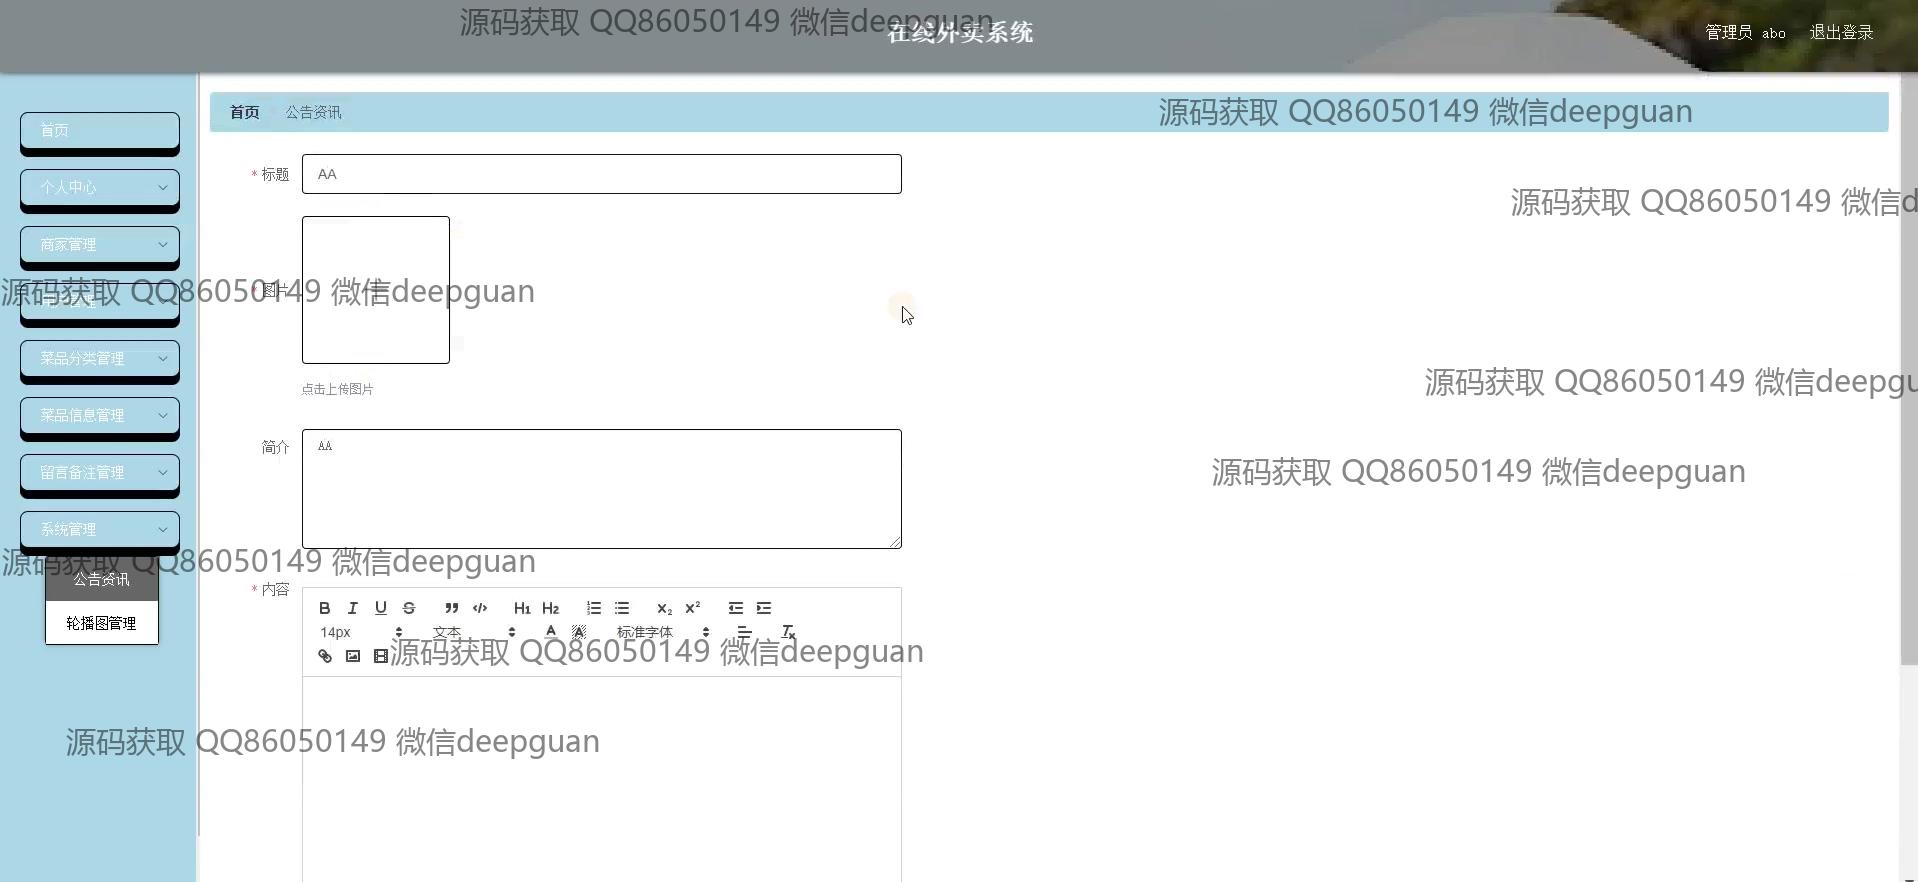 源码获取 QQ86050149 微信deepguan
在线外卖系统
管理员 abo
退出登录
首页
公告资讯
源码获取 QQ86050149 微信deepguan
首页
个人中心
商家管理
源码获取 QQ86050149 微信deepguan
菜品分类管理
菜品信息管理
留言备注管理
系统管理
公告资讯
轮播图管理
* 标题
AA
源码获取 QQ86050149 微信d
* 图片
点击上传图片
源码获取 QQ86050149 微信deepgu
简介
AA
源码获取 QQ86050149 微信deepguan
源码获取 QQ86050149 微信deepguan
* 内容
B I U S H1 H2 X2 X2
14px 文本 A A 标准字体 Tx
源码获取 QQ86050149 微信deepguan
源码获取 QQ86050149 微信deepguan